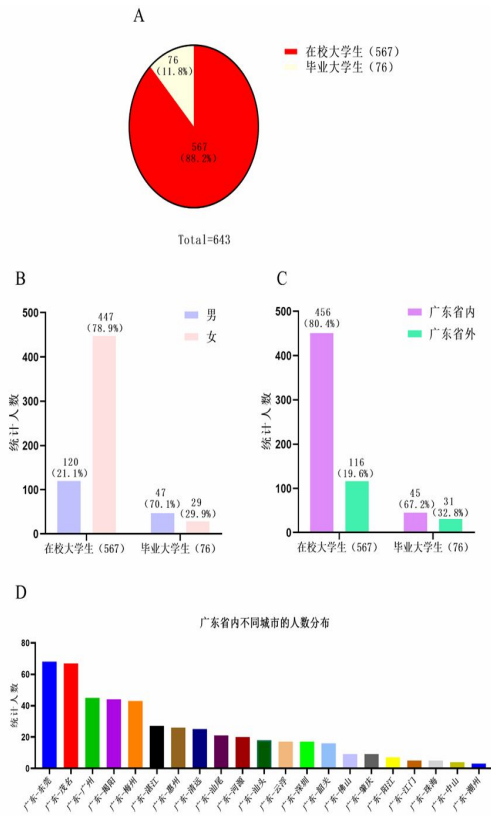 A
在校大学生（567）
毕业大学生（76）
76
(11.8%)
567
(88.2%)
Total=643
B
男
女
统计人数
500
400
300
200
100
0
120
(21.1%)
447
(78.9%)
47
(70.1%)
29
(29.9%)
在校大学生（567）
毕业大学生（76）
C
广东省内
广东省外
统计人数
500
400
300
200
100
0
456
(80.4%)
116
(19.6%)
45
(67.2%)
31
(32.8%)
在校大学生（567）
毕业大学生（76）
D
广东省内不同城市的人数分布
统计人数
80
60
40
20
0
广东-东莞
广东-茂名
广东-广州
广东-揭阳
广东-梅州
广东-湛江
广东-惠州
广东-清远
广东-汕尾
广东-河源
广东-汕头
广东-云浮
广东-深圳
广东-韶关
广东-佛山
广东-肇庆
广东-阳江
广东-江门
广东-珠海
广东-中山
广东-潮州